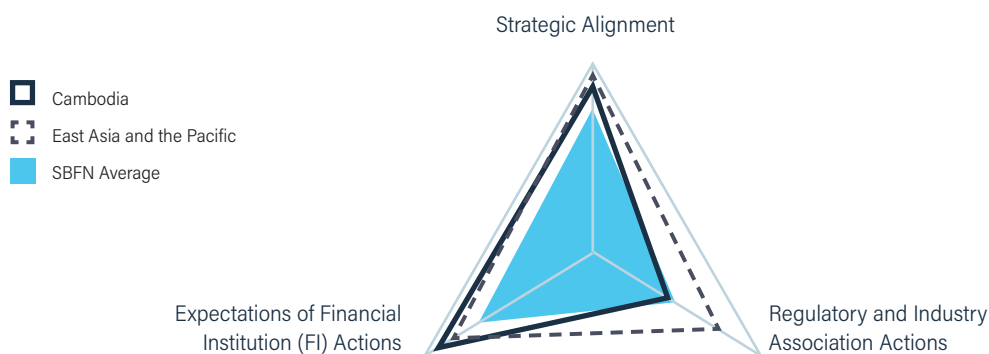 Strategic Alignment
Cambodia
East Asia and the Pacific
SBFN Average
Expectations of Financial
Institution (FI) Actions
Regulatory and Industry
Association Actions